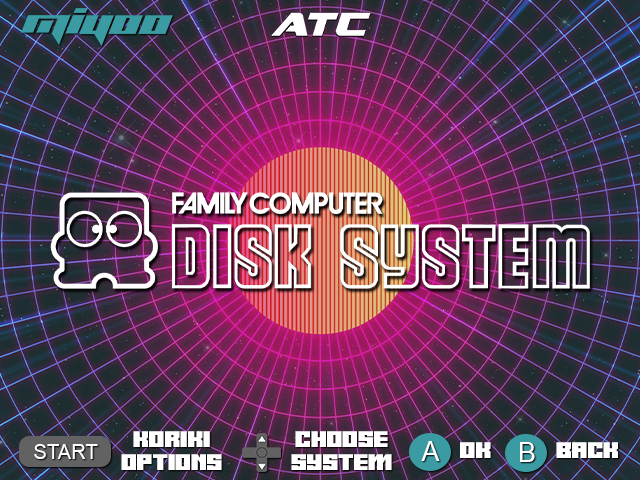 miyoo
ATC
FAMILY COMPUTER
DISK SYSTEM
START
KORIKI
OPTIONS
CHOOSE
SYSTEM
A
OK
B
BACK